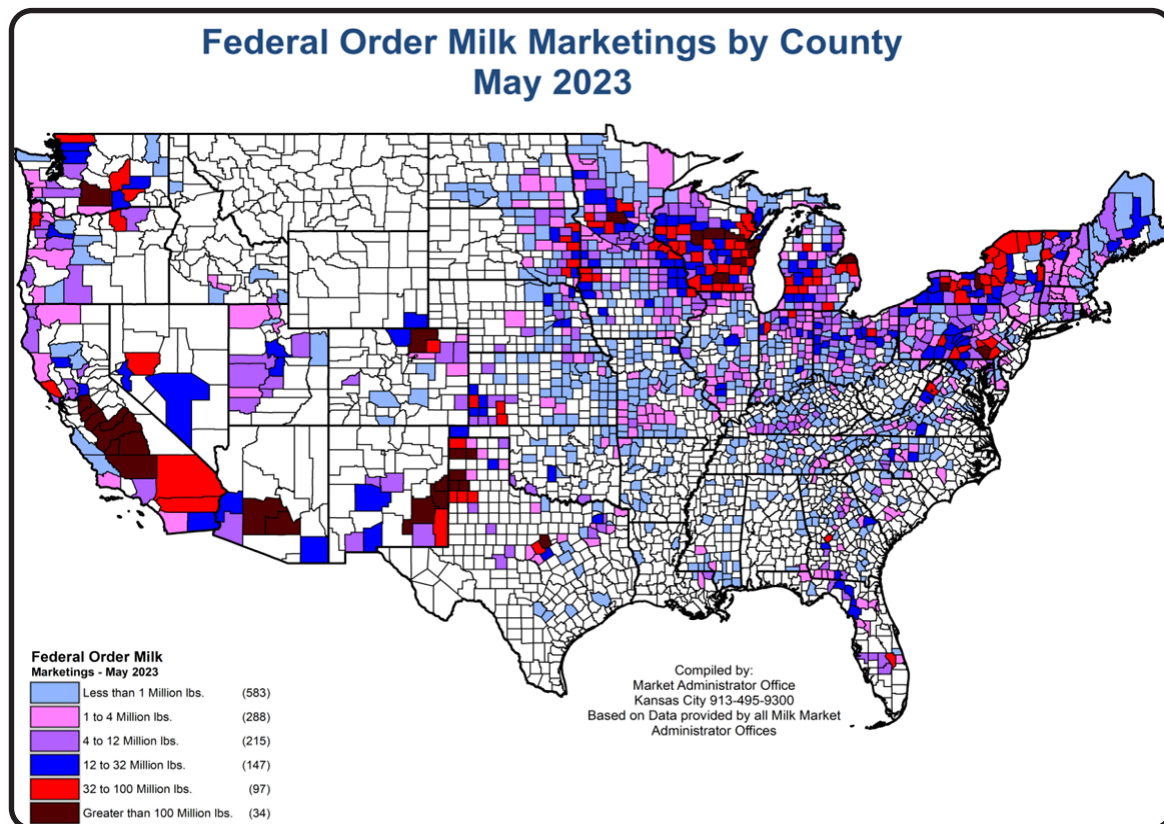 Federal Order Milk Marketings by County
May 2023
Federal Order Milk
Marketings - May 2023
Less than 1 Million lbs. (583)
1 to 4 Million lbs. (288)
4 to 12 Million lbs. (215)
12 to 32 Million lbs. (147)
32 to 100 Million lbs. (97)
Greater than 100 Million lbs. (34)
Compiled by:
Market Administrator Office
Kansas City 913-495-9300
Based on Data provided by all Milk Market
Administrator Offices